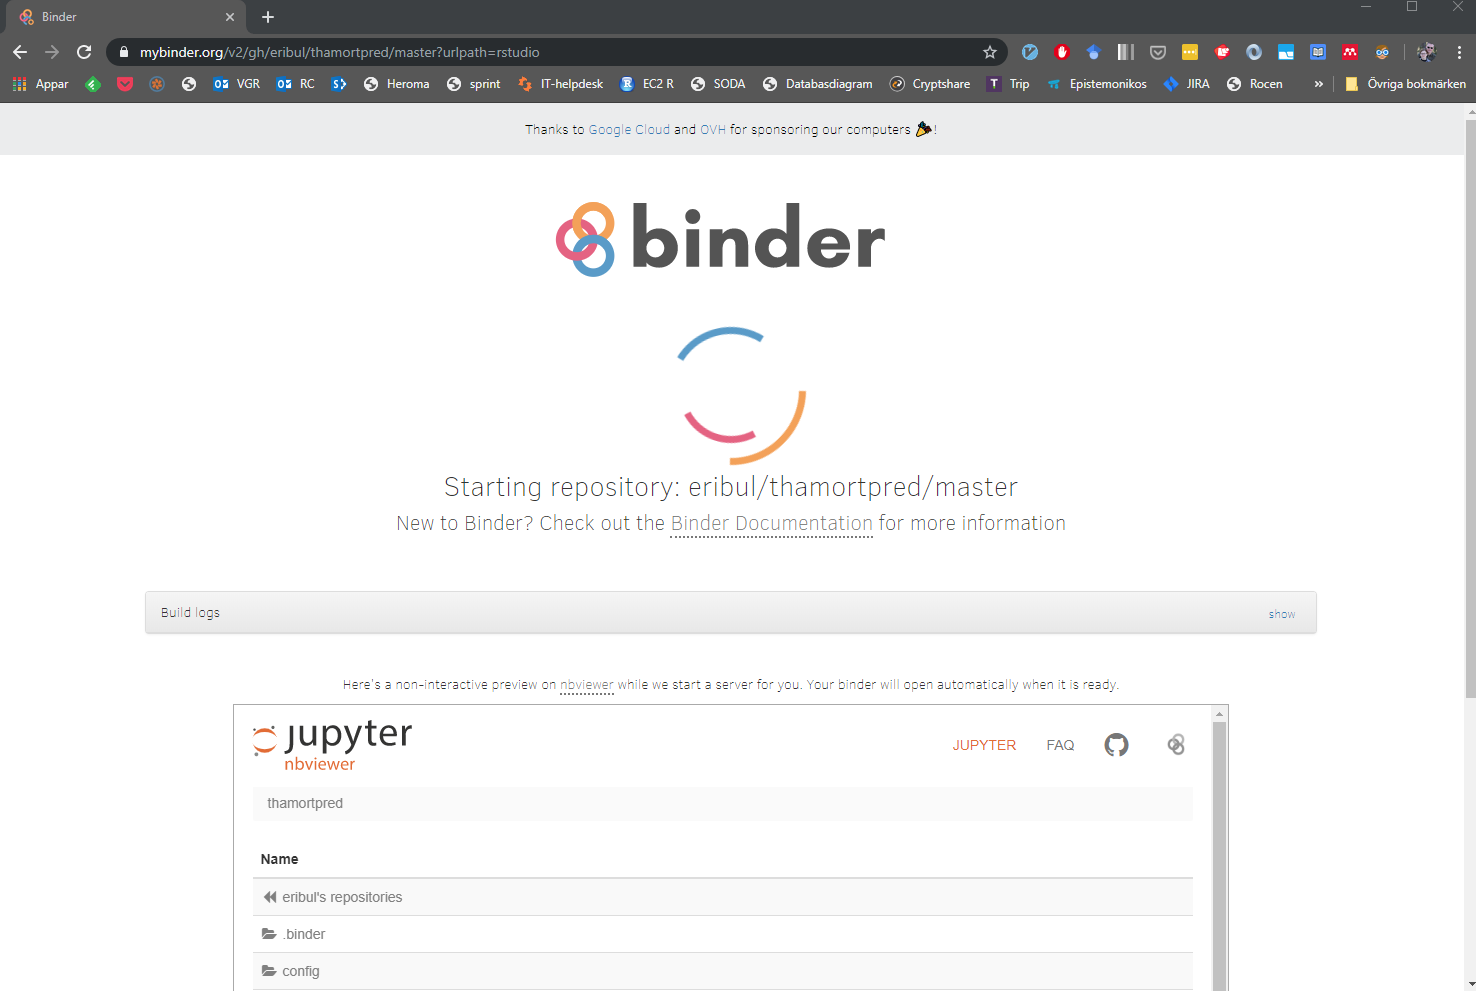 Binder
mybinder.org/v2/gh/eribul/thamortpred/master?urlpath=rstudio
Appar VGR RC Heroma sprint IT-helpdesk EC2 R SODA Databasdiagram Cryptshare Trip Epistemonikos JIRA Rocen » Övriga bokmärken
Thanks to Google Cloud and OVH for sponsoring our computers 🎉!
binder
Starting repository: eribul/thamortpred/master
New to Binder? Check out the Binder Documentation for more information
Build logs show
Here's a non-interactive preview on nbviewer while we start a server for you. Your binder will open automatically when it is ready.
jupyter
nbviewer
JUPYTER FAQ
thamortpred
Name
eribul's repositories
.binder
config